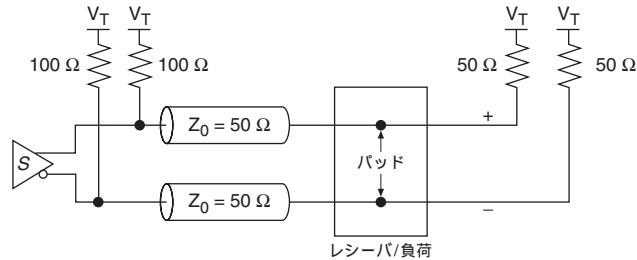 V_T V_T V_T V_T
100 Ω 100 Ω 50 Ω 50 Ω
Z_0 = 50 Ω
+
S
パッド
Z_0 = 50 Ω
−
レシーバ/負荷